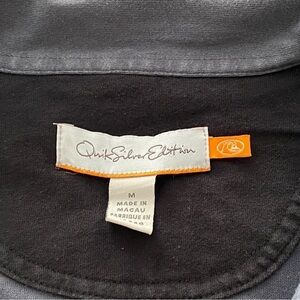 QuikSilver Edition
M
MADE IN
MACAU
FABRIQUE EN